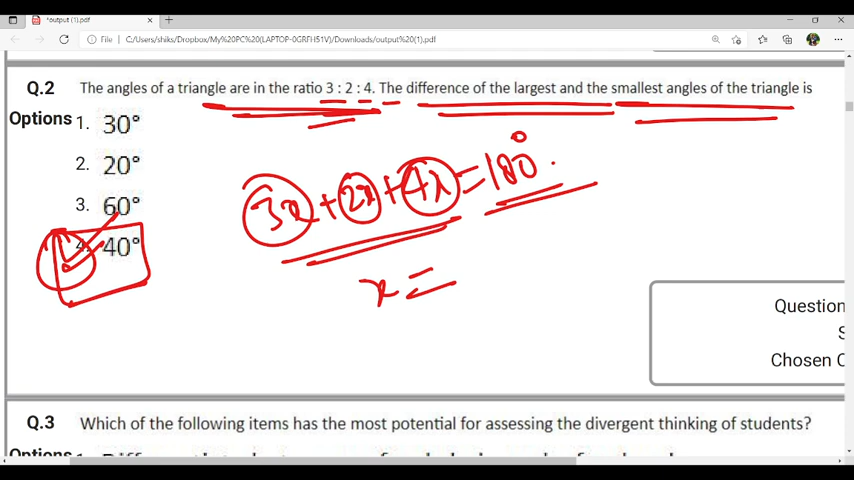 *output (1).pdf
File
C:/Users/shiks/Dropbox/My%20PC%20(LAPTOP-0GRFH51V)/Downloads/output%20(1).pdf
Q.2 The angles of a triangle are in the ratio 3 : 2 : 4. The difference of the largest and the smallest angles of the triangle is
Options 1. 30°
2. 20°
3. 60°
4. 40°
3x + 2x + 4x = 180°
x =
Question
S
Chosen O
Q.3 Which of the following items has the most potential for assessing the divergent thinking of students?
Options 1.